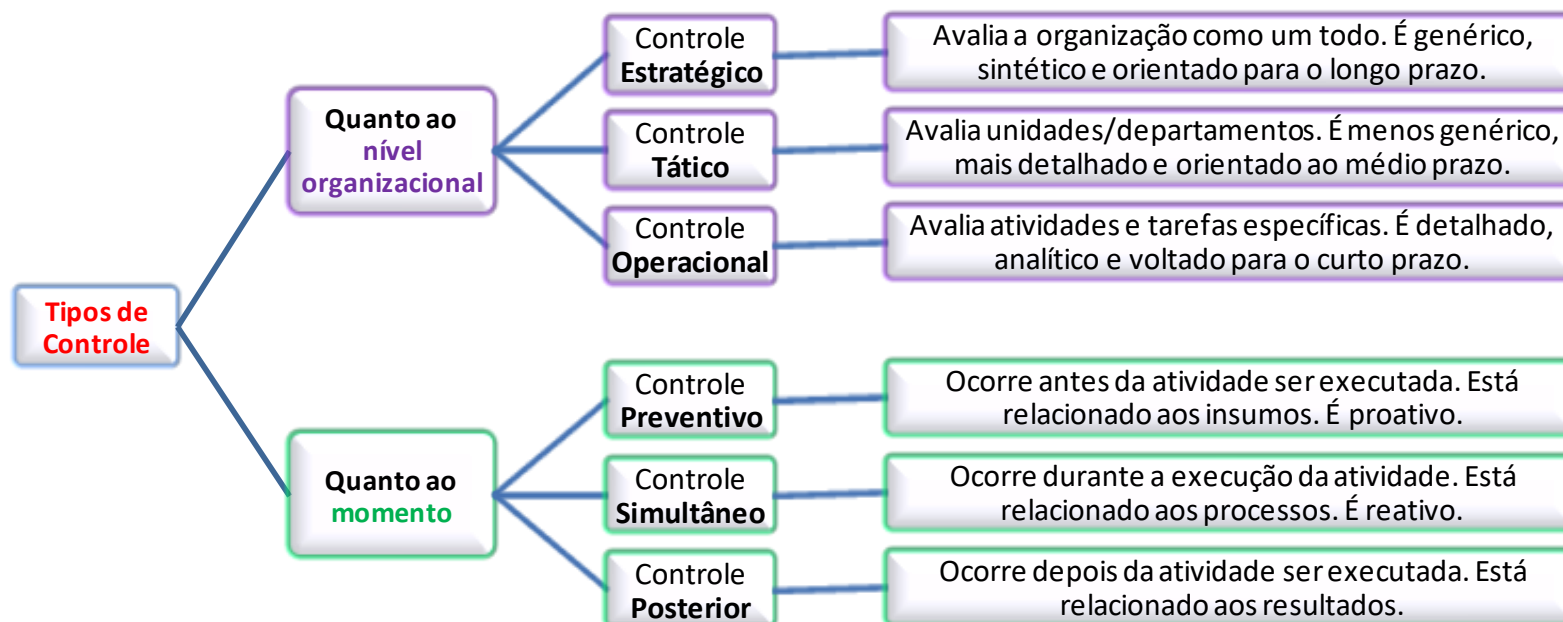 Tipos de
Controle
Quanto ao
nível
organizacional
Controle
Estratégico
Avalia a organização como um todo. É genérico,
sintético e orientado para o longo prazo.
Controle
Tático
Avalia unidades/departamentos. É menos genérico,
mais detalhado e orientado ao médio prazo.
Controle
Operacional
Avalia atividades e tarefas específicas. É detalhado,
analítico e voltado para o curto prazo.
Quanto ao
momento
Controle
Preventivo
Ocorre antes da atividade ser executada. Está
relacionado aos insumos. É proativo.
Controle
Simultâneo
Ocorre durante a execução da atividade. Está
relacionado aos processos. É reativo.
Controle
Posterior
Ocorre depois da atividade ser executada. Está
relacionado aos resultados.